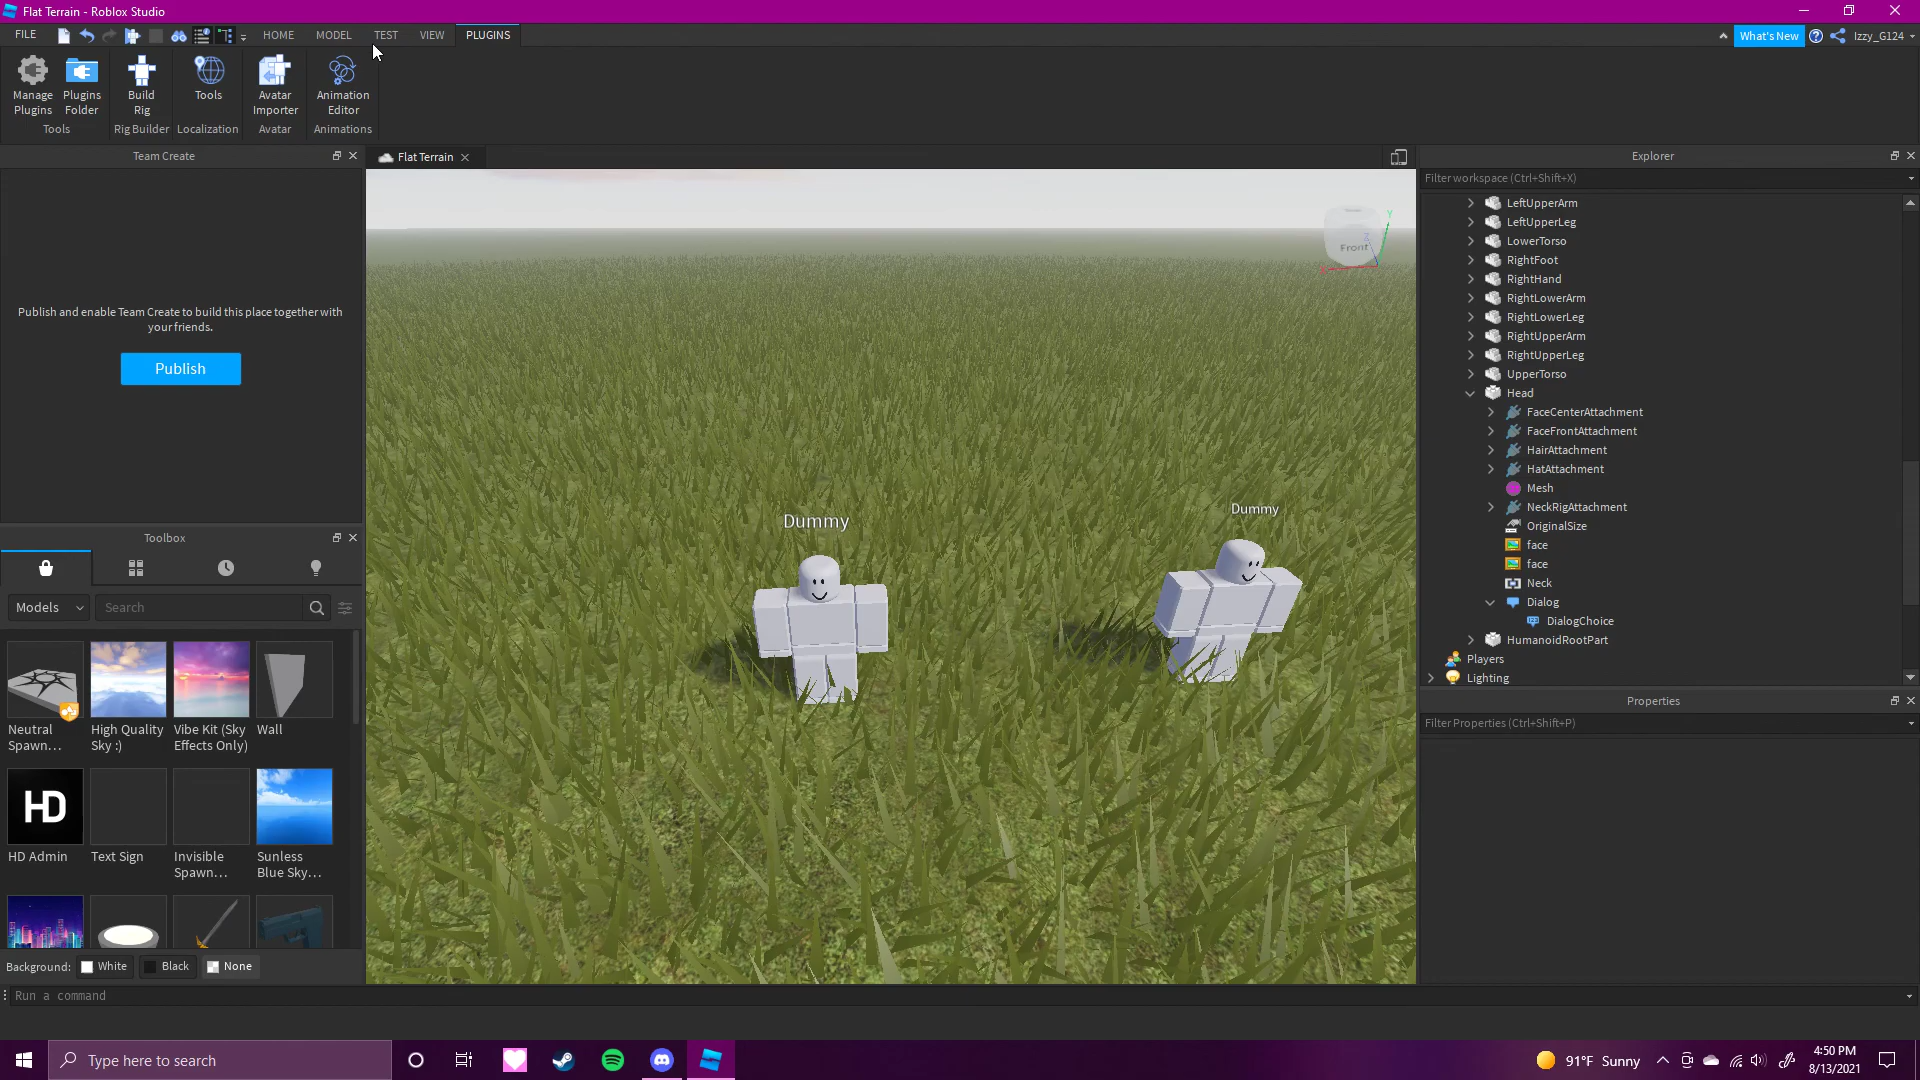 Flat Terrain - Roblox Studio
FILE
HOME
MODEL
TEST
VIEW
PLUGINS
What's New
Izzy_G124
Manage
Plugins
Plugins
Folder
Build
Rig
Tools
Avatar
Importer
Animation
Editor
Tools
Rig Builder
Localization
Avatar
Animations
Team Create
Publish and enable Team Create to build this place together with
your friends.
Publish
Toolbox
Models
Search
Neutral
Spawn...
High Quality
Sky :)
Vibe Kit (Sky
Effects Only)
Wall
HD
HD Admin
Text Sign
Invisible
Spawn...
Sunless
Blue Sky...
Background:
White
Black
None
Run a command
Flat Terrain
Front
Y
Dummy
Dummy
Explorer
Filter workspace (Ctrl+Shift+X)
LeftUpperArm
LeftUpperLeg
LowerTorso
RightFoot
RightHand
RightLowerArm
RightLowerLeg
RightUpperArm
RightUpperLeg
UpperTorso
Head
FaceCenterAttachment
FaceFrontAttachment
HairAttachment
HatAttachment
Mesh
NeckRigAttachment
OriginalSize
face
face
Neck
Dialog
DialogChoice
HumanoidRootPart
Players
Lighting
Properties
Filter Properties (Ctrl+Shift+P)
Type here to search
91°F Sunny
4:50 PM
8/13/2021